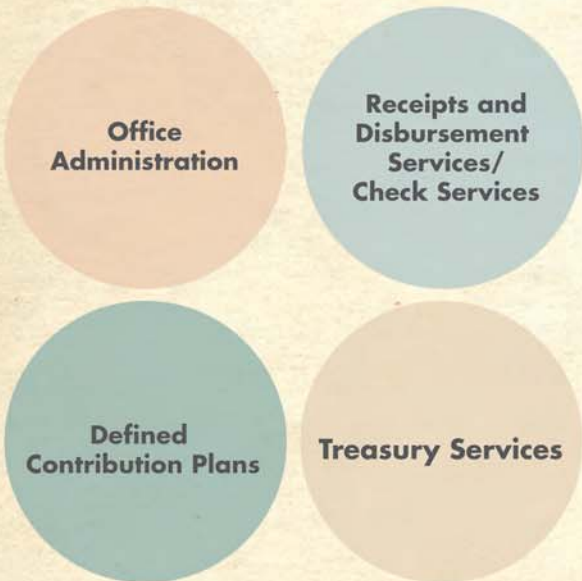 Office
Administration
Receipts and
Disbursement
Services/
Check Services
Defined
Contribution Plans
Treasury Services